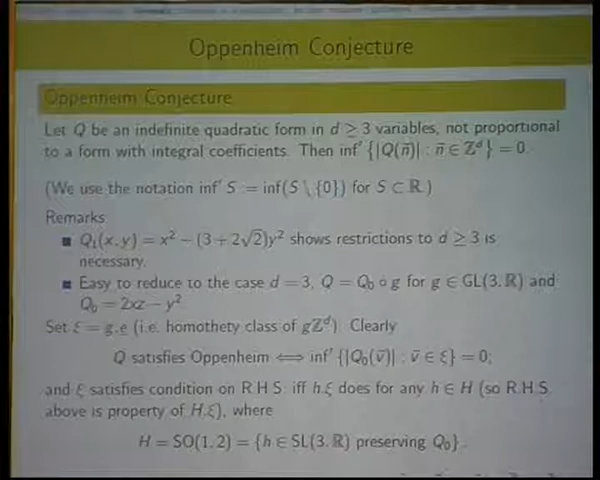 Oppenheim Conjecture
Oppenheim Conjecture
Let Q be an indefinite quadratic form in d ≥ 3 variables, not proportional
to a form with integral coefficients. Then inf′ {|Q(n̄)| : n̄ ∈ ℤᵈ} = 0.
(We use the notation inf′ S := inf(S \ {0}) for S ⊂ ℝ.)
Remarks
■ Q₁(x, y) = x² − (3 + 2√2)y² shows restrictions to d ≥ 3 is
necessary.
■ Easy to reduce to the case d = 3, Q = Q₀ ∘ g for g ∈ GL(3, ℝ) and
Q₀ = 2xz − y²
Set ξ = g.e (i.e. homothety class of gℤᵈ). Clearly
Q satisfies Oppenheim ⟺ inf′ {|Q₀(v̄)| : v̄ ∈ ξ} = 0;
and ξ satisfies condition on R.H.S. iff h.ξ does for any h ∈ H (so R.H.S.
above is property of H.ξ), where
H = SO(1, 2) = {h ∈ SL(3, ℝ) preserving Q₀}.